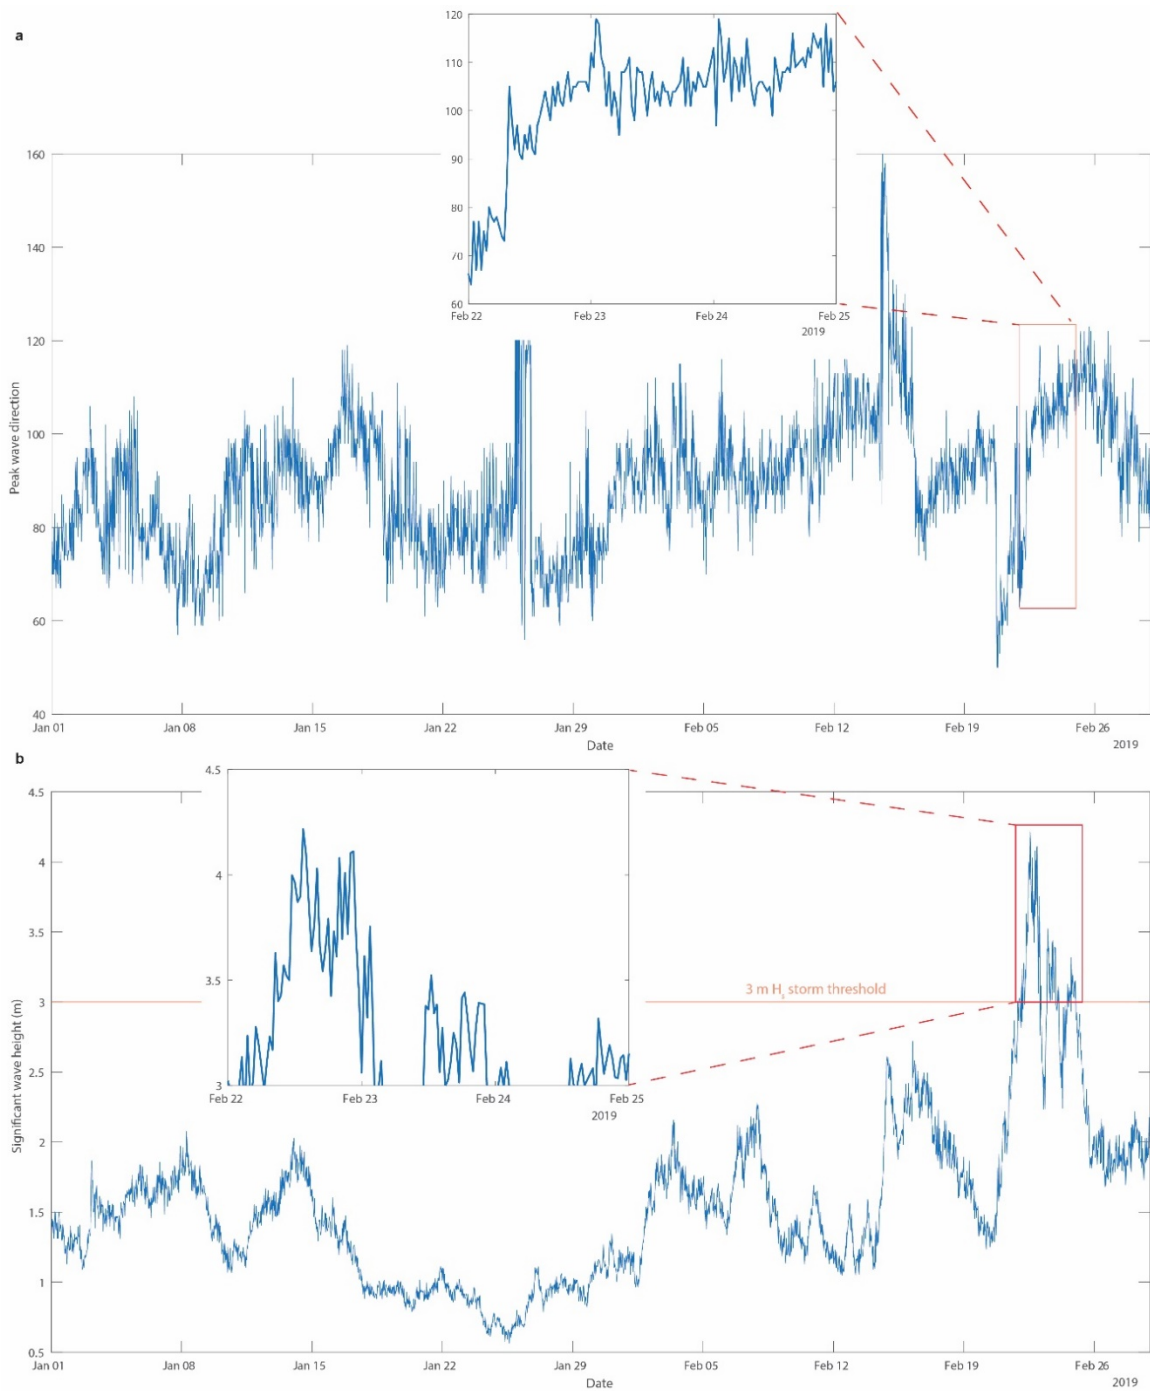 a
120
110
100
90
80
70
60
Feb 22
Feb 23
Feb 24
Feb 25
2019
160
140
120
100
80
60
40
Peak wave direction
Jan 01
Jan 08
Jan 15
Jan 22
Jan 29
Feb 05
Feb 12
Feb 19
Feb 26
Date
2019
b
4.5
4
3.5
3
Feb 22
Feb 23
Feb 24
Feb 25
2019
4.5
4
3.5
3
2.5
2
1.5
1
0.5
Significant wave height (m)
3 m Hs storm threshold
Jan 01
Jan 08
Jan 15
Jan 22
Jan 29
Feb 05
Feb 12
Feb 19
Feb 26
Date
2019